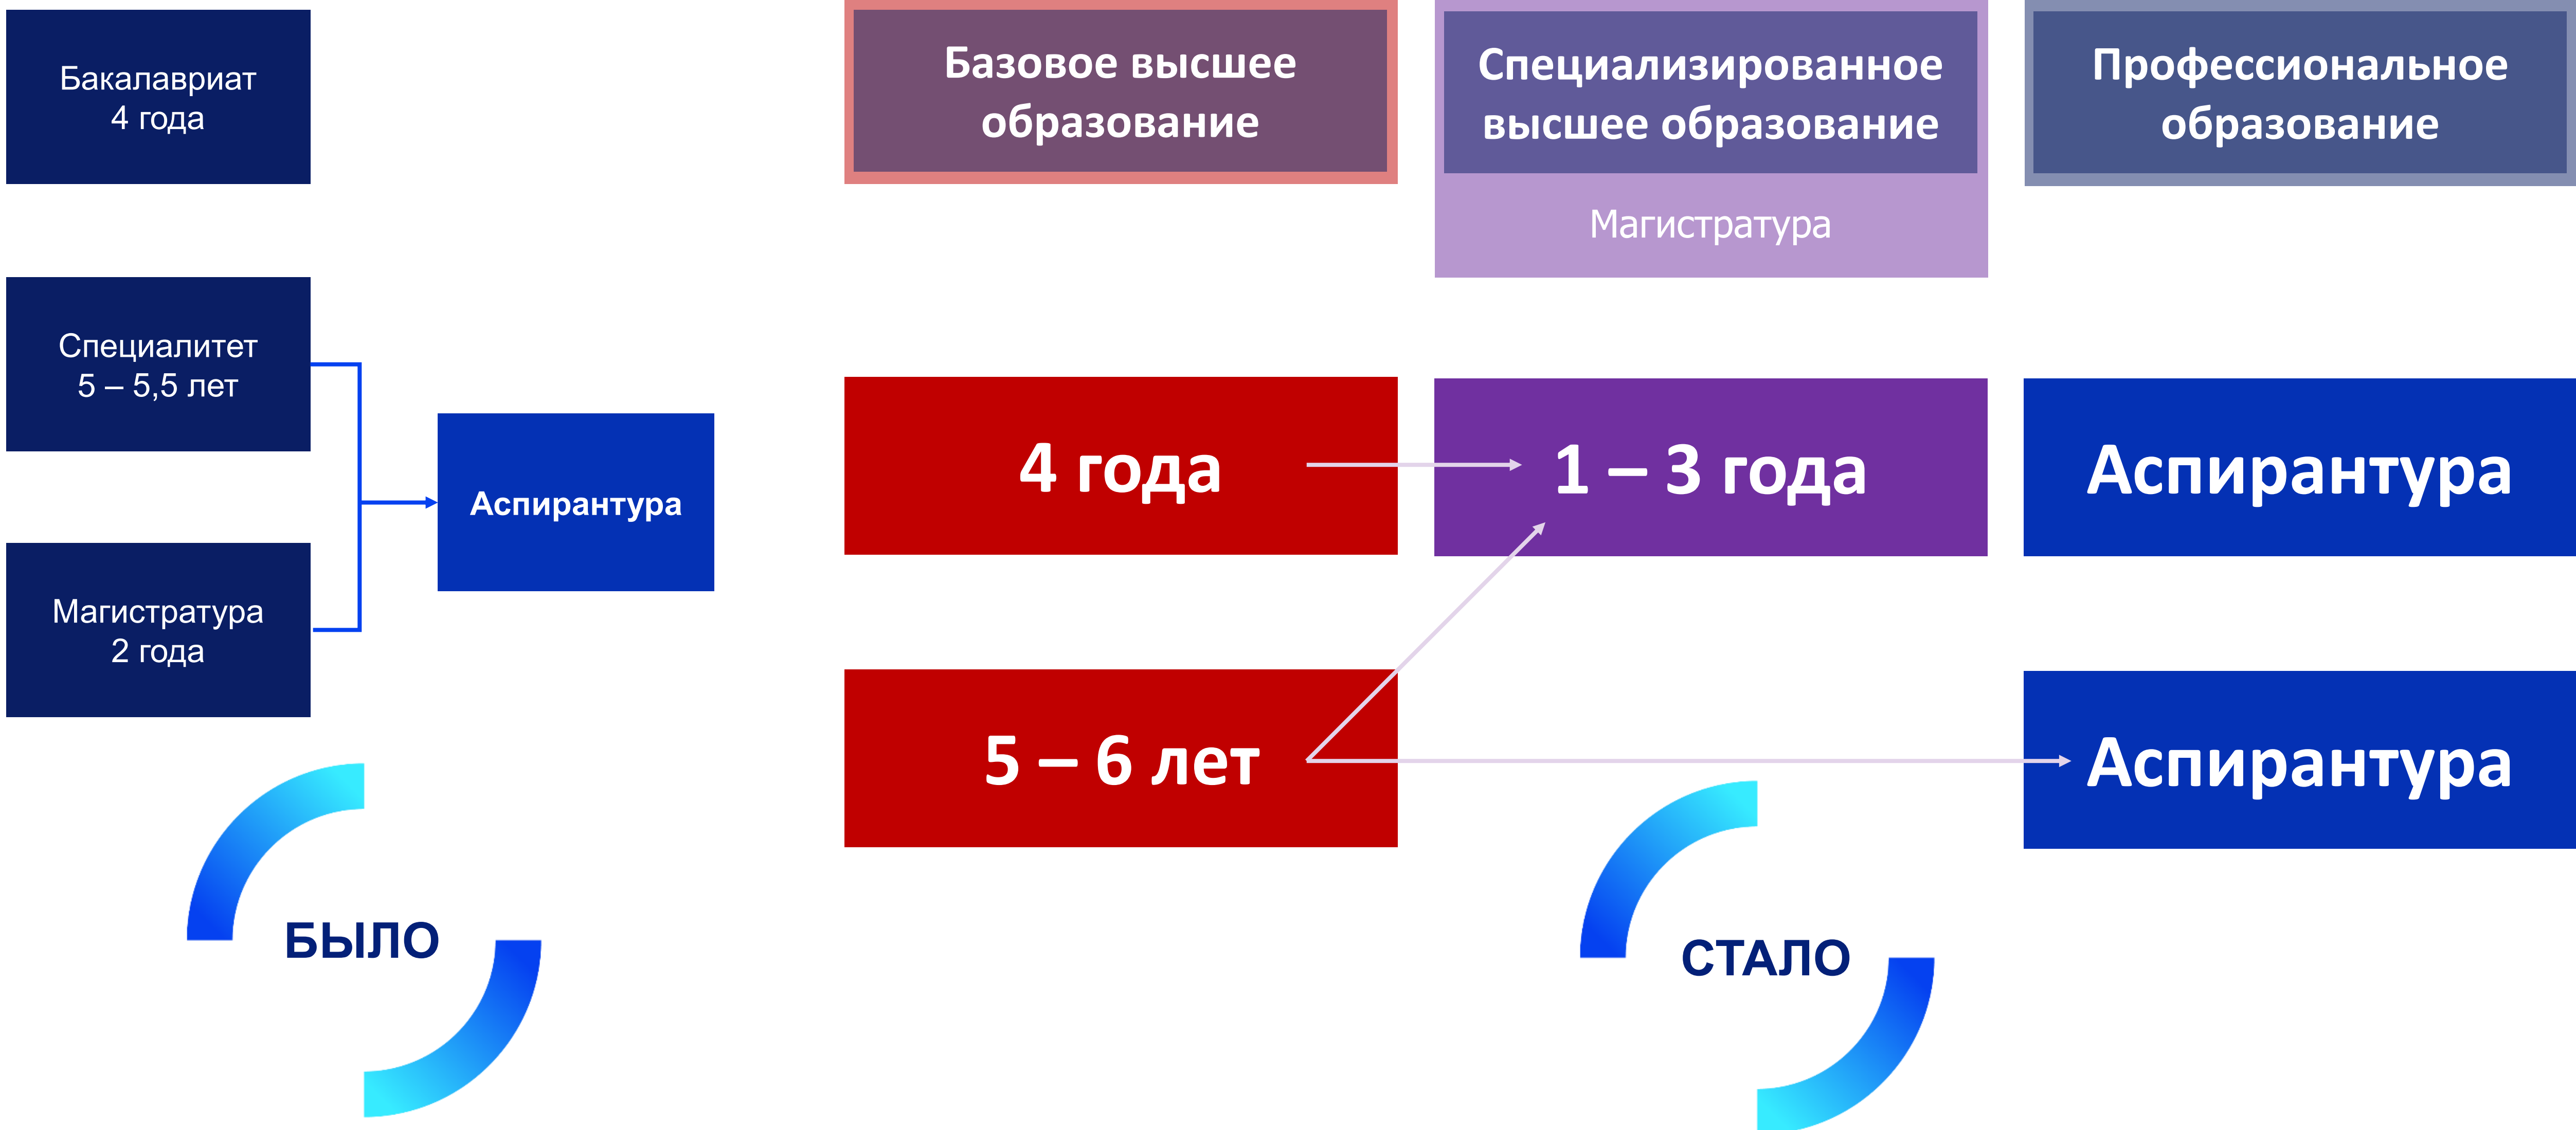 Бакалавриат
4 года
Специалитет
5 – 5,5 лет
Магистратура
2 года
Аспирантура
БЫЛО
Базовое высшее
образование
Специализированное
высшее образование
Магистратура
Профессиональное
образование
4 года
1 – 3 года
Аспирантура
5 – 6 лет
Аспирантура
СТАЛО